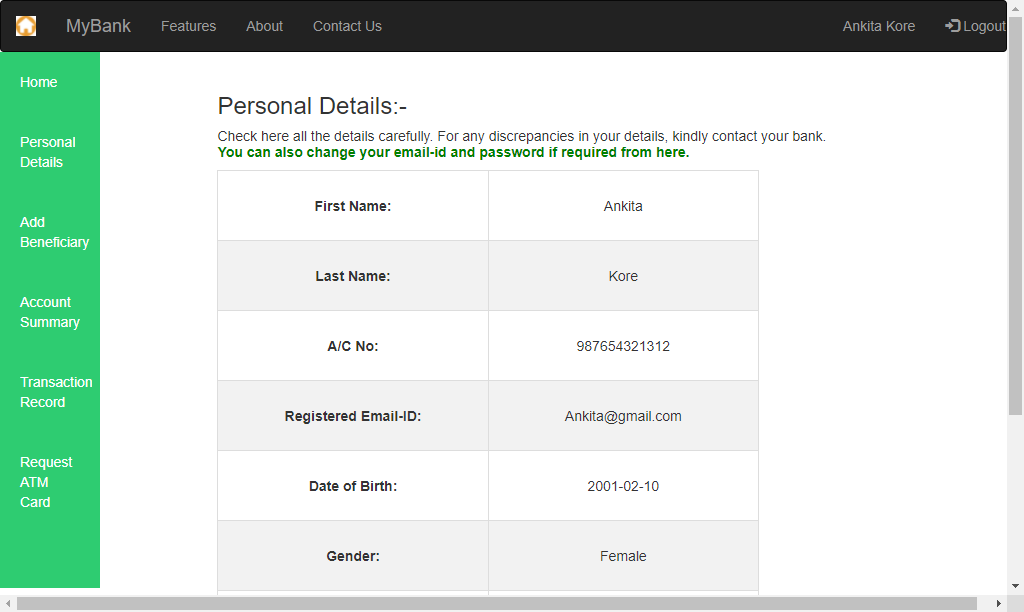 MyBank Features About Contact Us Ankita Kore Logout
Home
Personal
Details
Add
Beneficiary
Account
Summary
Transaction
Record
Request
ATM
Card
Personal Details:-
Check here all the details carefully. For any discrepancies in your details, kindly contact your bank.
You can also change your email-id and password if required from here.
First Name: Ankita
Last Name: Kore
A/C No: 987654321312
Registered Email-ID: Ankita@gmail.com
Date of Birth: 2001-02-10
Gender: Female